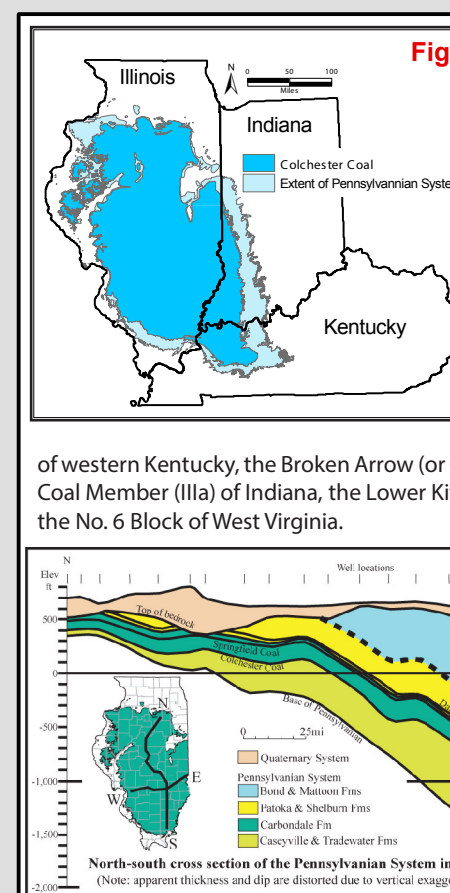 Fig
Illinois
N
0 50 100
Miles
Indiana
Colchester Coal
Extent of Pennsylvannian Syste
Kentucky
of western Kentucky, the Broken Arrow (or
Coal Member (IIIa) of Indiana, the Lower Ki
the No. 6 Block of West Virginia.
N
Elev
ft
Well locations
Top of bedrock
500
Springfield Coal
Colchester Coal
0
Base of Pennsylvanian
Da
-500
N
0 25mi
E
W
S
Quaternary System
Pennsylvanian System
-1,000
Bond & Mattoon Fms
Patoka & Shelburn Fms
Carbondale Fm
Caseyville & Tradewater Fms
-1,500
North-south cross section of the Pennsylvanian System in
(Note: apparent thickness and dip are distorted due to vertical exagge
-2,000